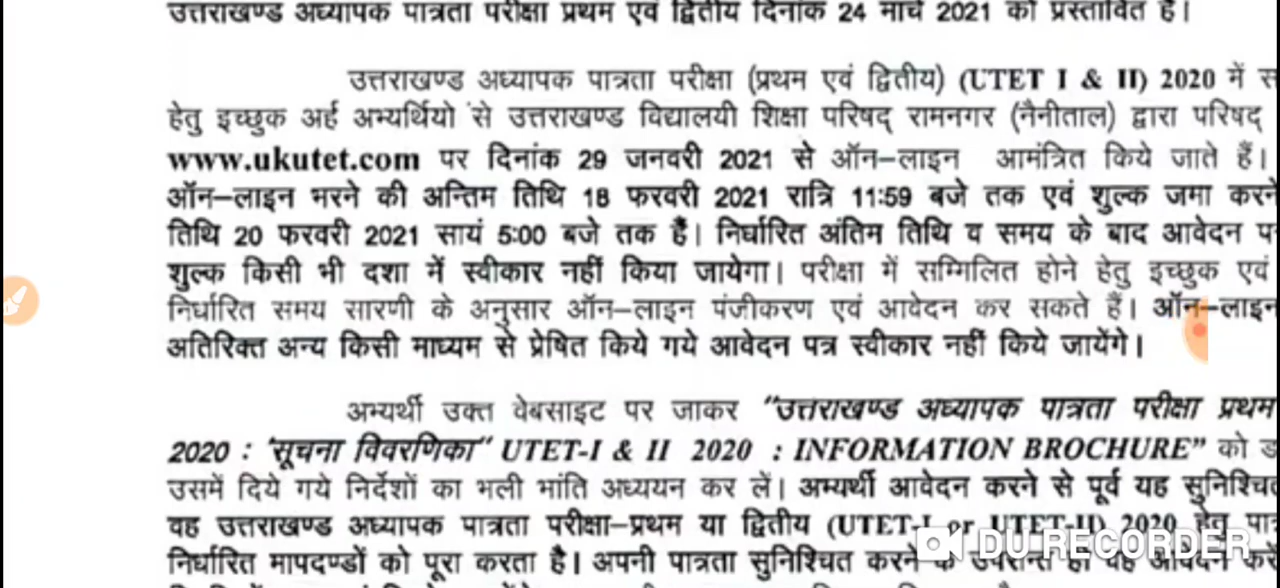 उत्तराखण्ड अध्यापक पात्रता परीक्षा प्रथम एवं द्वितीय दिनांक 24 मार्च 2021 को प्रस्तावित है।
उत्तराखण्ड अध्यापक पात्रता परीक्षा (प्रथम एवं द्वितीय) (UTET I & II) 2020 में स
हेतु इच्छुक अर्ह अभ्यर्थियो से उत्तराखण्ड विद्यालयी शिक्षा परिषद् रामनगर (नैनीताल) द्वारा परिषद्
www.ukutet.com पर दिनांक 29 जनवरी 2021 से ऑन–लाइन आमंत्रित किये जाते हैं।
ऑन–लाइन भरने की अन्तिम तिथि 18 फरवरी 2021 रात्रि 11:59 बजे तक एवं शुल्क जमा करने
तिथि 20 फरवरी 2021 सायं 5:00 बजे तक हैं। निर्धारित अंतिम तिथि व समय के बाद आवेदन प
शुल्क किसी भी दशा में स्वीकार नहीं किया जायेगा। परीक्षा में सम्मिलित होने हेतु इच्छुक एवं
निर्धारित समय सारणी के अनुसार ऑन–लाइन पंजीकरण एवं आवेदन कर सकते हैं। ऑन–लाइन
अतिरिक्त अन्य किसी माध्यम से प्रेषित किये गये आवेदन पत्र स्वीकार नहीं किये जायेंगे।
अभ्यर्थी उक्त वेबसाइट पर जाकर "उत्तराखण्ड अध्यापक पात्रता परीक्षा प्रथम
2020 : 'सूचना विवरणिका" UTET-I & II 2020 : INFORMATION BROCHURE" को ड
उसमें दिये गये निर्देशों का भली भांति अध्ययन कर लें। अभ्यर्थी आवेदन करने से पूर्व यह सुनिश्चित
वह उत्तराखण्ड अध्यापक पात्रता परीक्षा–प्रथम या द्वितीय (UTET-I or UTET-II) 2020 हेतु पात्र
निर्धारित मापदण्डों को पूरा करता है। अपनी पात्रता सुनिश्चित करने के उपरान्त ही वह आवेदन करें
DU RECORDER